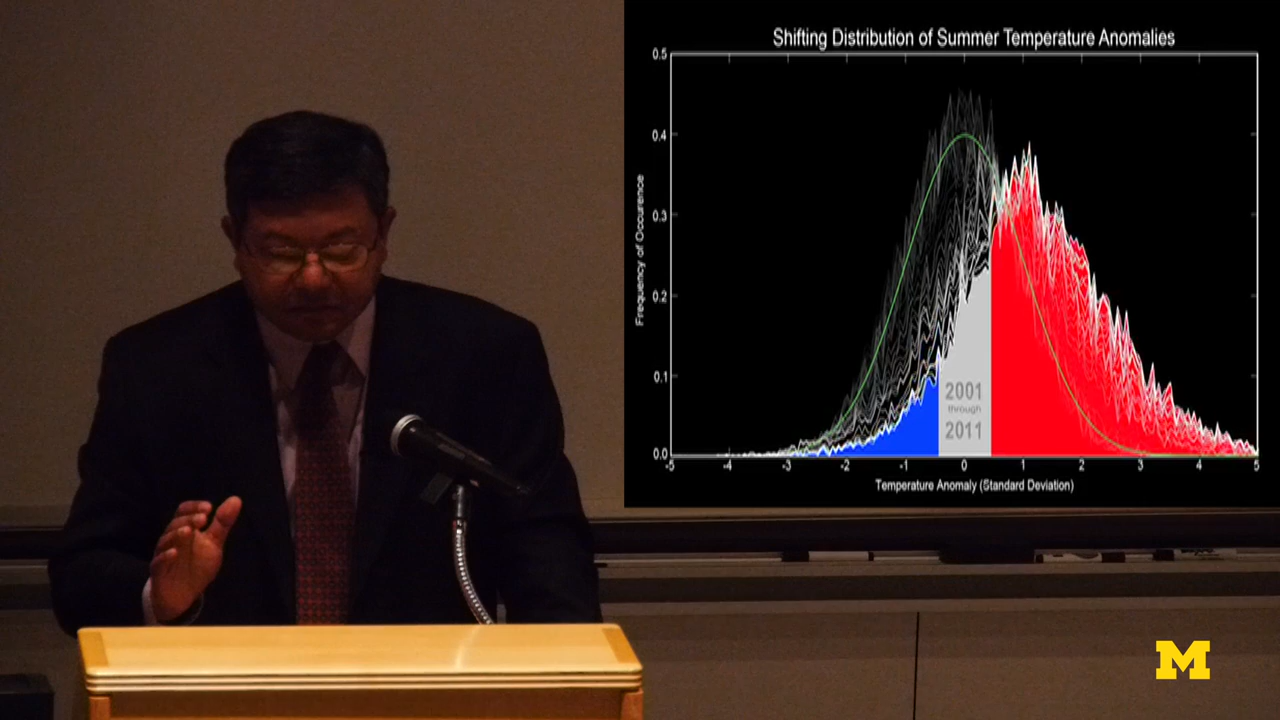 Shifting Distribution of Summer Temperature Anomalies
0.5
0.4
0.3
0.2
0.1
0.0
Frequency of Occurence
2001
through
2011
-5 -4 -3 -2 -1 0 1 2 3 4 5
Temperature Anomaly (Standard Deviation)
M